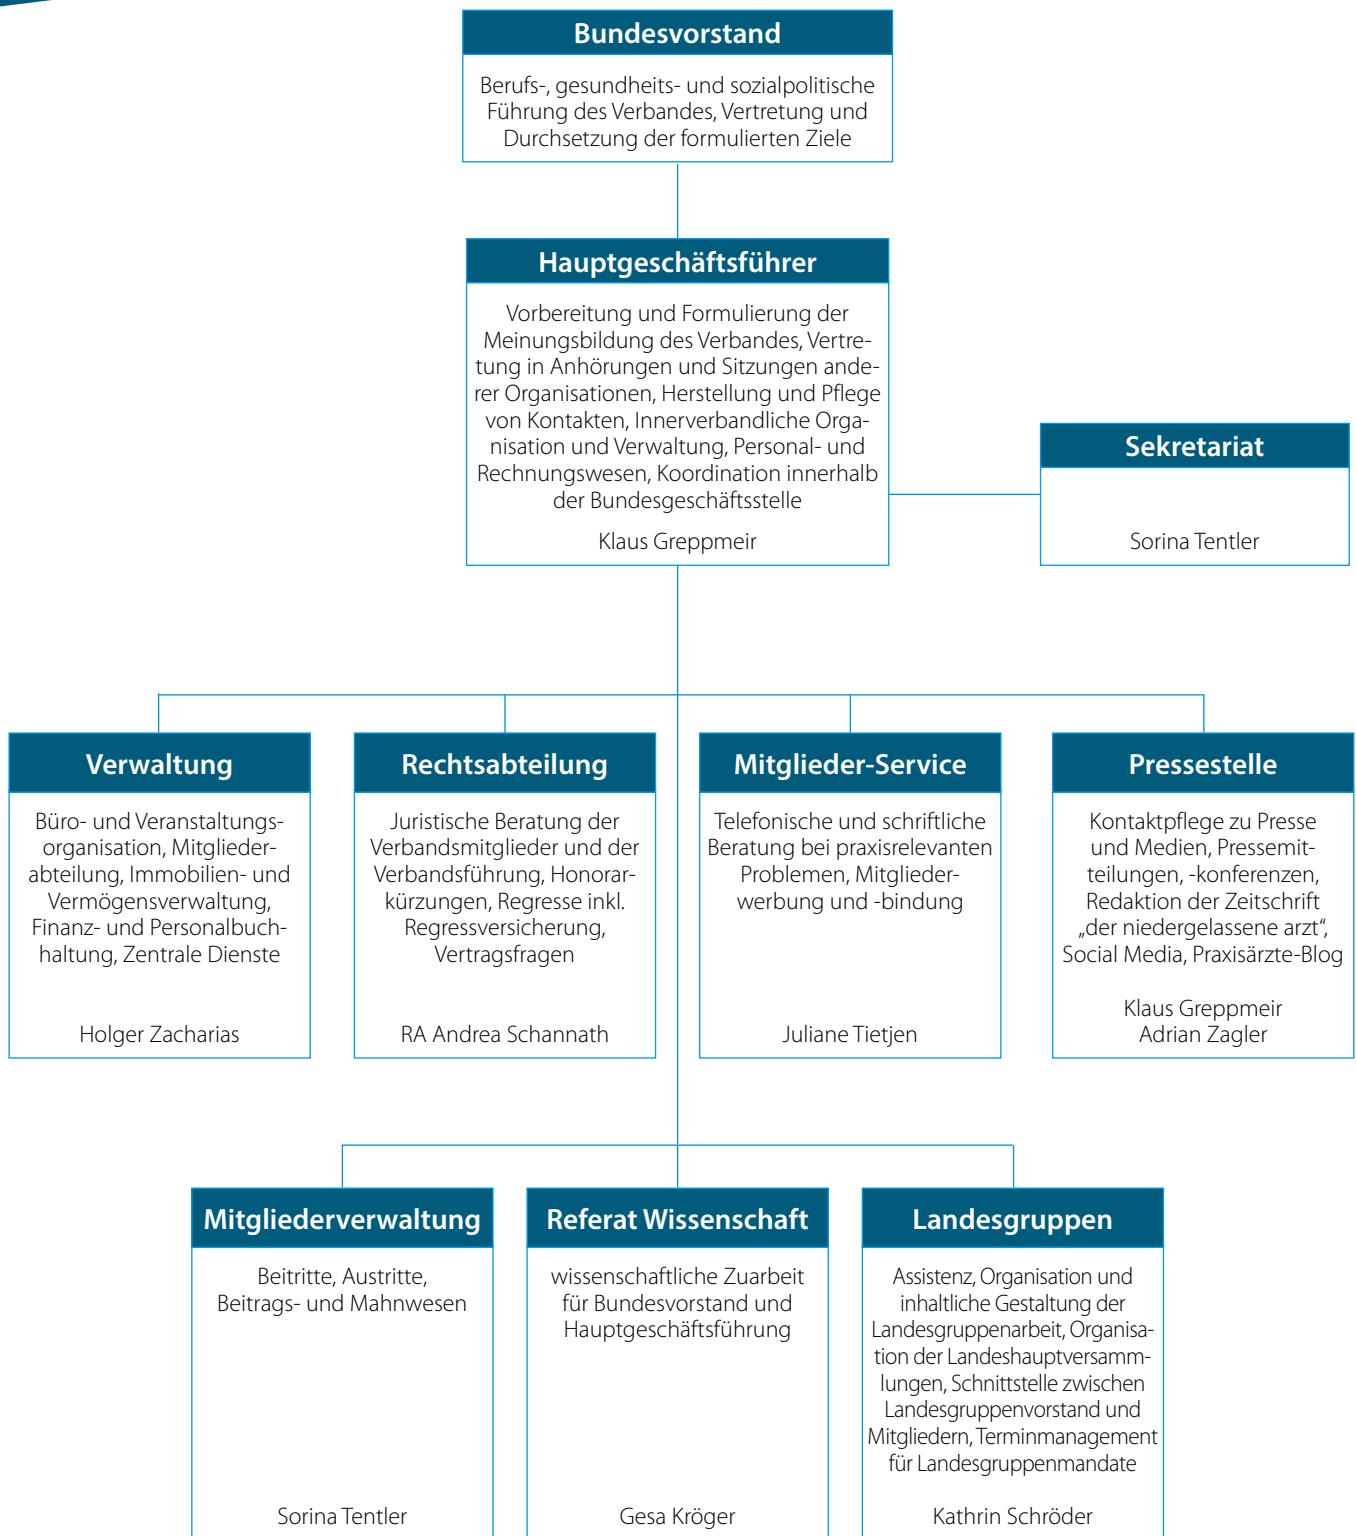 Bundesvorstand
Berufs-, gesundheits- und sozialpolitische
Führung des Verbandes, Vertretung und
Durchsetzung der formulierten Ziele
Hauptgeschäftsführer
Vorbereitung und Formulierung der
Meinungsbildung des Verbandes, Vertre-
tung in Anhörungen und Sitzungen ande-
rer Organisationen, Herstellung und Pflege
von Kontakten, Innerverbandliche Orga-
nisation und Verwaltung, Personal- und
Rechnungswesen, Koordination innerhalb
der Bundesgeschäftsstelle
Klaus Greppmeir
Sekretariat
Sorina Tentler
Verwaltung
Büro- und Veranstaltungs-
organisation, Mitglieder-
abteilung, Immobilien- und
Vermögensverwaltung,
Finanz- und Personalbuch-
haltung, Zentrale Dienste
Holger Zacharias
Rechtsabteilung
Juristische Beratung der
Verbandsmitglieder und der
Verbandsführung, Honorar-
kürzungen, Regresse inkl.
Regressversicherung,
Vertragsfragen
RA Andrea Schannath
Mitglieder-Service
Telefonische und schriftliche
Beratung bei praxisrelevanten
Problemen, Mitglieder-
werbung und -bindung
Juliane Tietjen
Pressestelle
Kontaktpflege zu Presse
und Medien, Pressemit-
teilungen, -konferenzen,
Redaktion der Zeitschrift
„der niedergelassene arzt“,
Social Media, Praxisärzte-Blog
Klaus Greppmeir
Adrian Zagler
Mitgliederverwaltung
Beitritte, Austritte,
Beitrags- und Mahnwesen
Sorina Tentler
Referat Wissenschaft
wissenschaftliche Zuarbeit
für Bundesvorstand und
Hauptgeschäftsführung
Gesa Kröger
Landesgruppen
Assistenz, Organisation und
inhaltliche Gestaltung der
Landesgruppenarbeit, Organisa-
tion der Landeshauptversamm-
lungen, Schnittstelle zwischen
Landesgruppenvorstand und
Mitgliedern, Terminmanagement
für Landesgruppenmandate
Kathrin Schröder